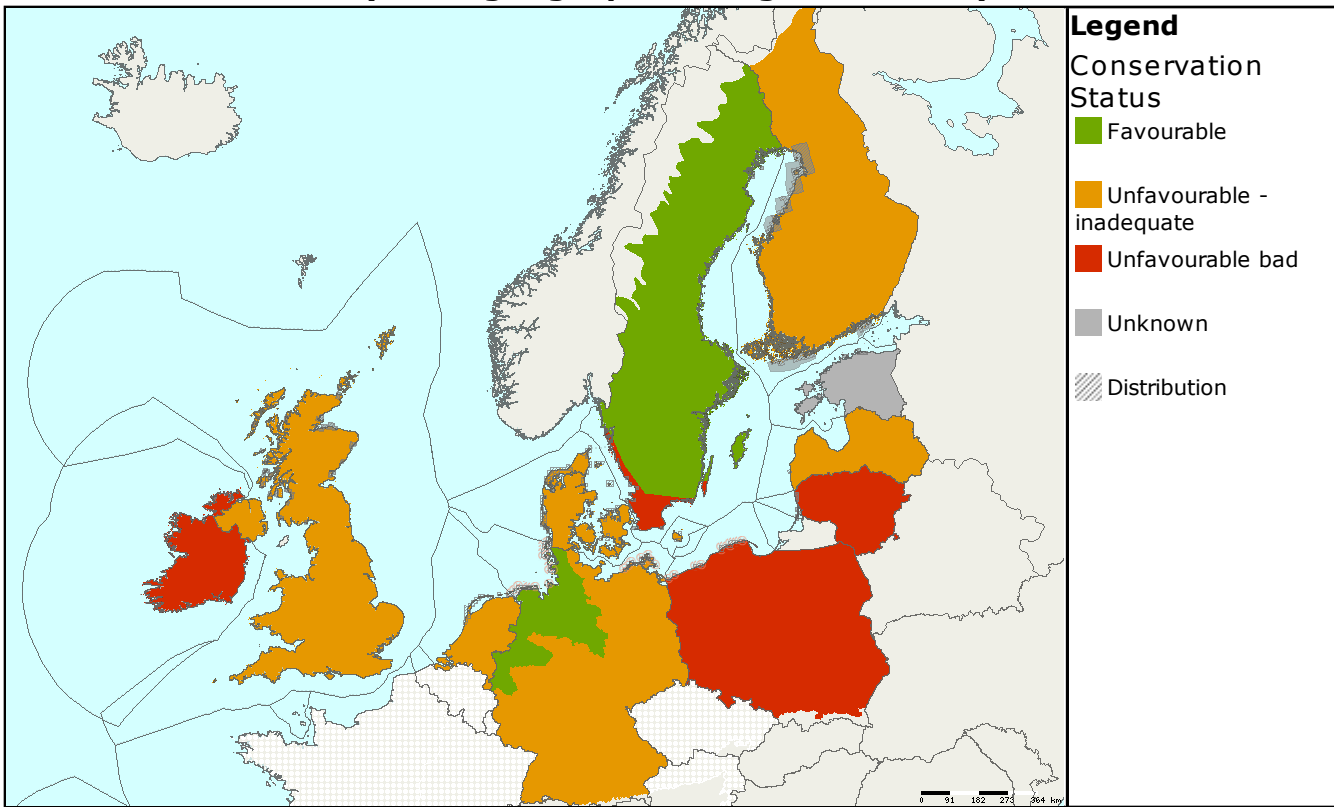 Legend
Conservation
Status
Favourable
Unfavourable -
inadequate
Unfavourable bad
Unknown
Distribution
0 91 182 273 364 km